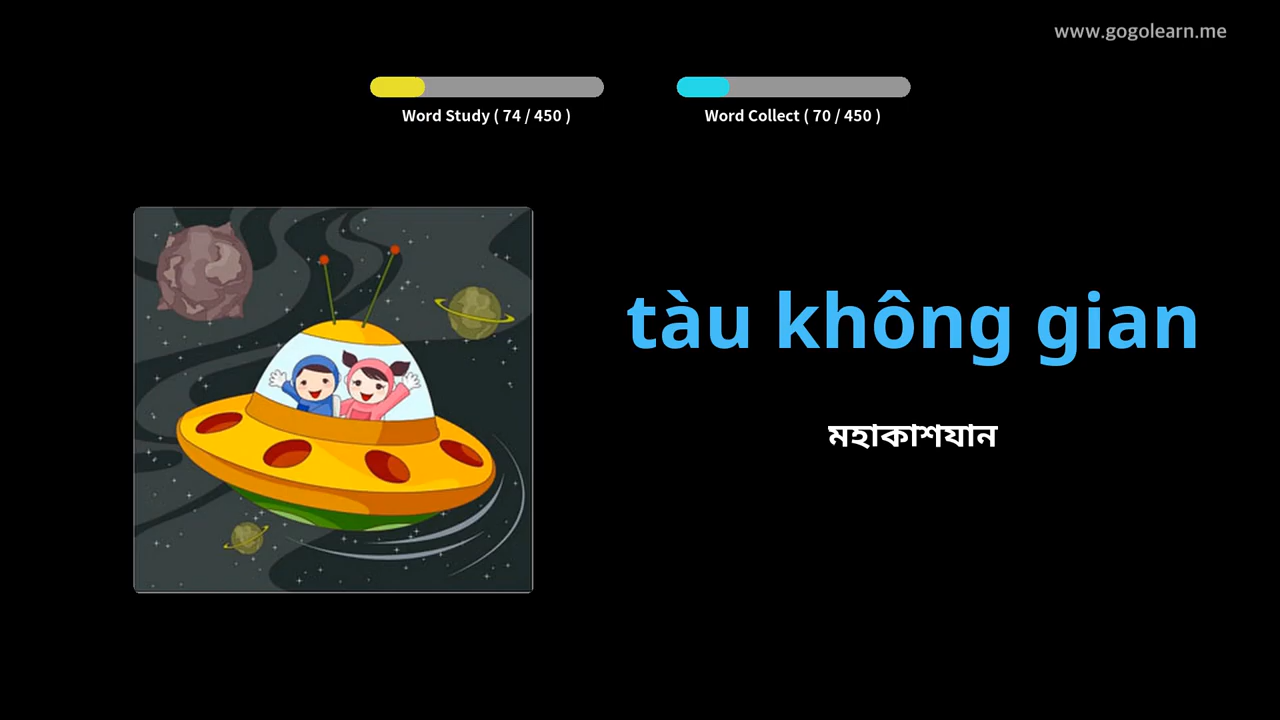 www.gogolearn.me
Word Study ( 74 / 450 )
Word Collect ( 70 / 450 )
tàu không gian
মহাকাশযান